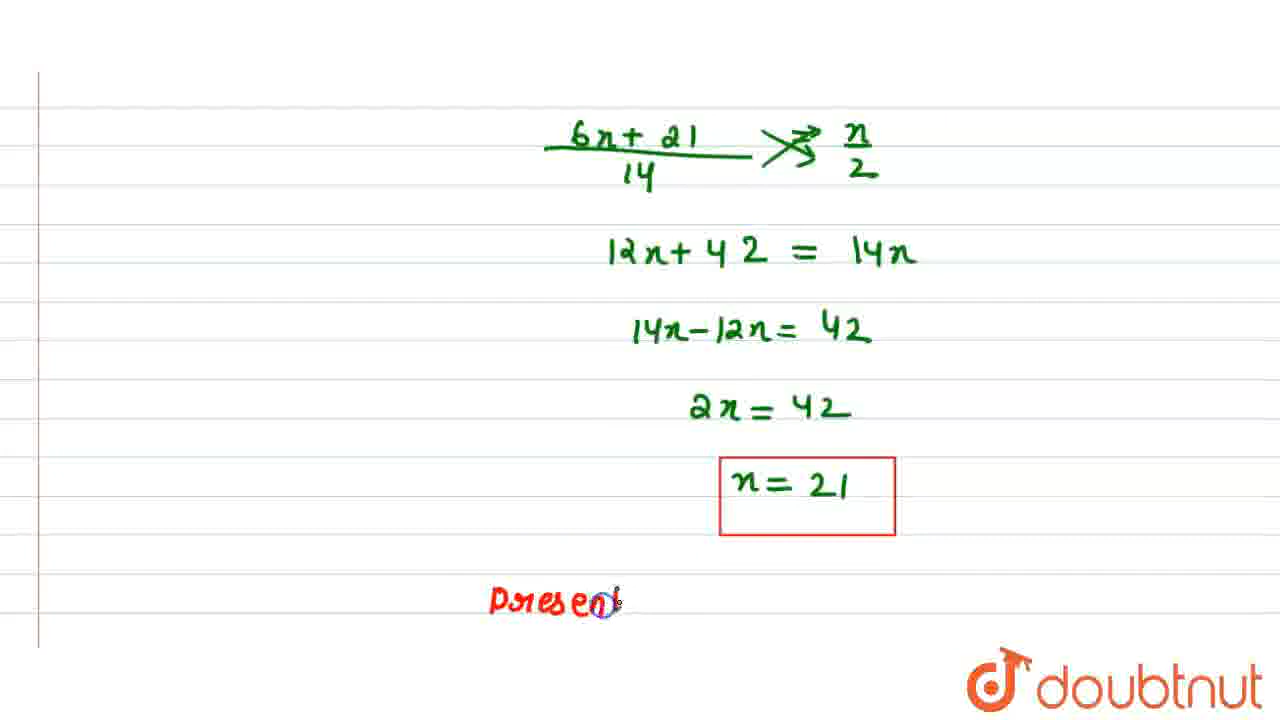 6x + 21 x
14 2
12x + 42 = 14x
14x - 12x = 42
2x = 42
x = 21
Present
doubtnut